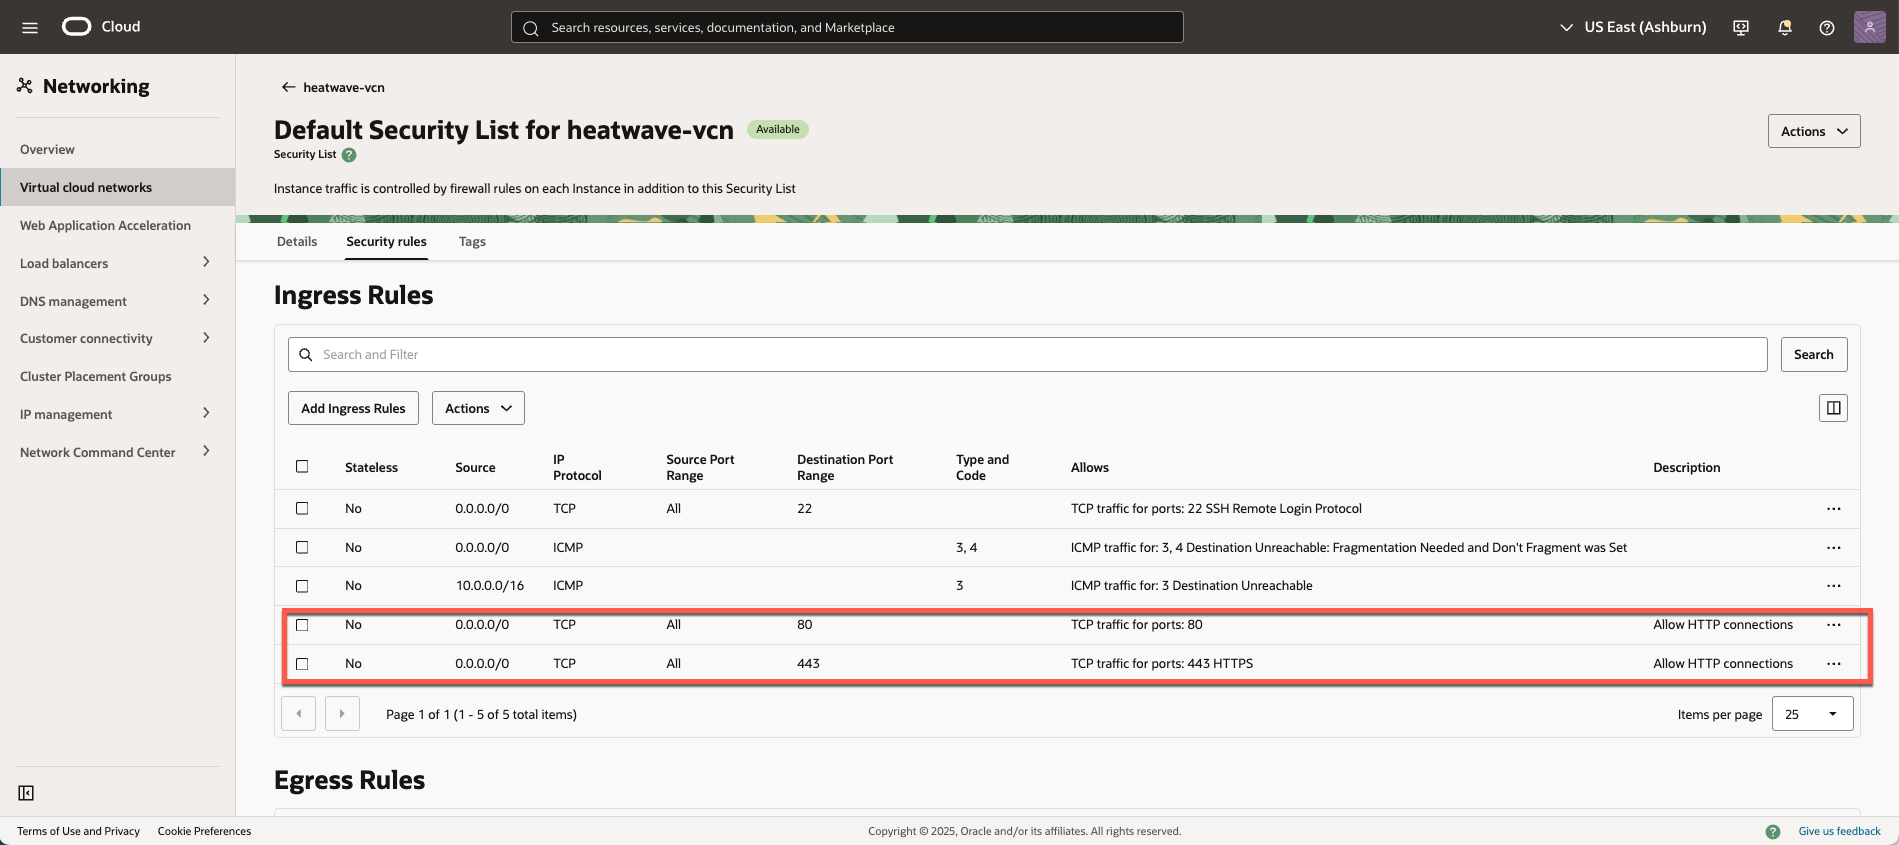 Cloud
Search resources, services, documentation, and Marketplace
US East (Ashburn)
Networking
Overview
Virtual cloud networks
Web Application Acceleration
Load balancers
DNS management
Customer connectivity
Cluster Placement Groups
IP management
Network Command Center
heatwave-vcn
Default Security List for heatwave-vcn Available
Security List ?
Actions
Instance traffic is controlled by firewall rules on each Instance in addition to this Security List
Details Security rules Tags
Ingress Rules
Search and Filter Search
Add Ingress Rules Actions
Stateless Source IP Protocol Source Port Range Destination Port Range Type and Code Allows Description
No 0.0.0.0/0 TCP All 22 TCP traffic for ports: 22 SSH Remote Login Protocol ...
No 0.0.0.0/0 ICMP 3, 4 ICMP traffic for: 3, 4 Destination Unreachable: Fragmentation Needed and Don't Fragment was Set ...
No 10.0.0.0/16 ICMP 3 ICMP traffic for: 3 Destination Unreachable ...
No 0.0.0.0/0 TCP All 80 TCP traffic for ports: 80 Allow HTTP connections ...
No 0.0.0.0/0 TCP All 443 TCP traffic for ports: 443 HTTPS Allow HTTP connections ...
Page 1 of 1 (1 - 5 of 5 total items) Items per page 25
Egress Rules
Terms of Use and Privacy Cookie Preferences Copyright © 2025, Oracle and/or its affiliates. All rights reserved. ? Give us feedback